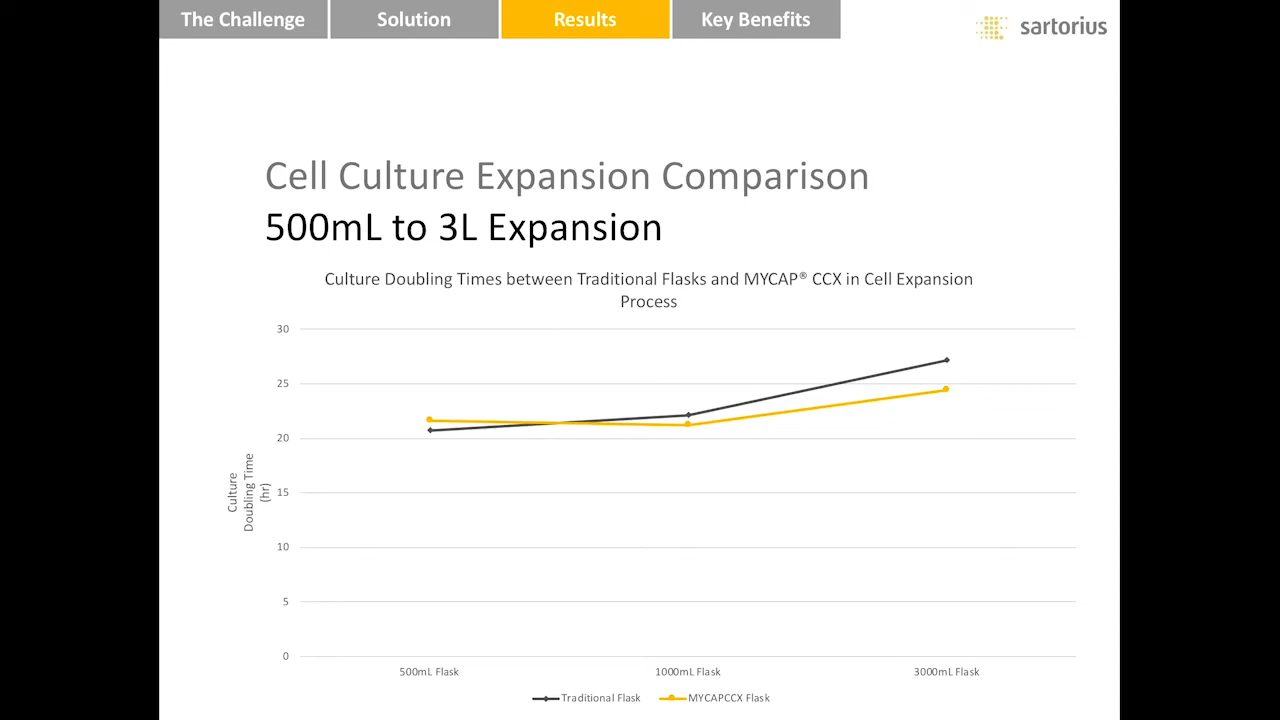 The Challenge
Solution
Results
Key Benefits
sartorius
Cell Culture Expansion Comparison
500mL to 3L Expansion
Culture Doubling Times between Traditional Flasks and MYCAP® CCX in Cell Expansion
Process
30
25
20
15
10
5
0
Culture
Doubling Time
(hr)
500mL Flask
1000mL Flask
3000mL Flask
Traditional Flask
MYCAPCCX Flask